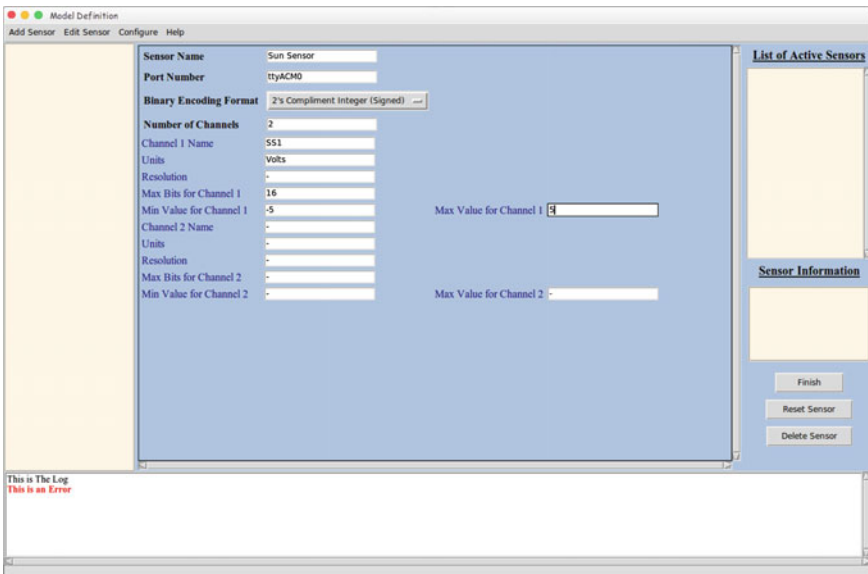 Model Definition
Add Sensor Edit Sensor Configure Help
Sensor Name Sun Sensor
Port Number ttyACM0
Binary Encoding Format 2's Compliment Integer (Signed)
Number of Channels 2
Channel 1 Name SS1
Units Volts
Resolution -
Max Bits for Channel 1 16
Min Value for Channel 1 -5 Max Value for Channel 1 5
Channel 2 Name -
Units -
Resolution -
Max Bits for Channel 2 -
Min Value for Channel 2 - Max Value for Channel 2 -
List of Active Sensors
Sensor Information
Finish
Reset Sensor
Delete Sensor
This is The Log
This is an Error